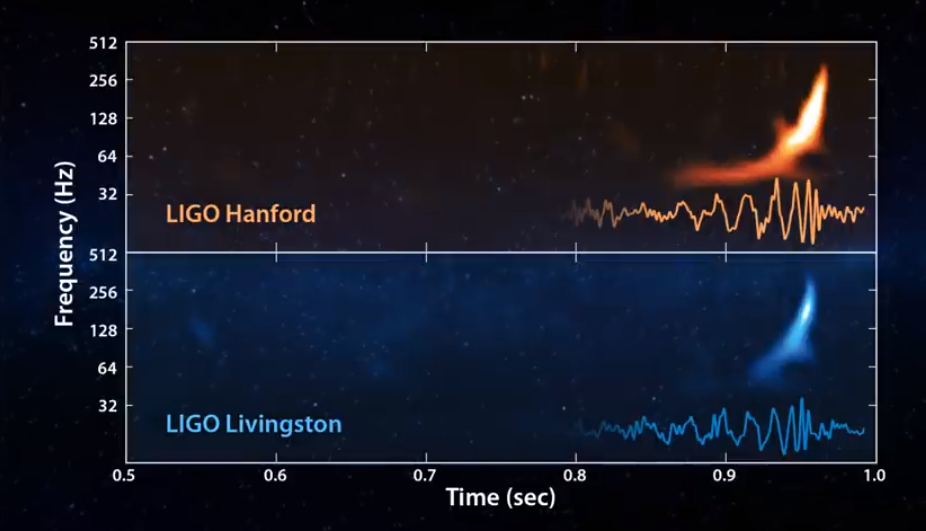 512
256
128
64
32
LIGO Hanford
512
256
128
64
32
LIGO Livingston
Frequency (Hz)
0.5 0.6 0.7 0.8 0.9 1.0
Time (sec)